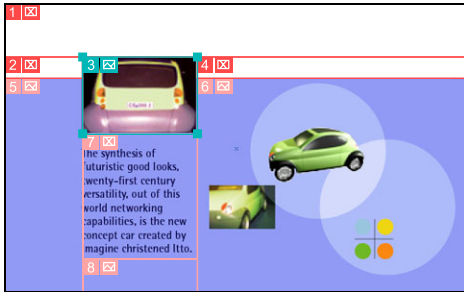 1
2
3
4
5
6
7
The synthesis of
futuristic good looks,
twenty-first century
versatility, out of this
world networking
capabilities, is the new
concept car created by
Imagine christened Itto.
8